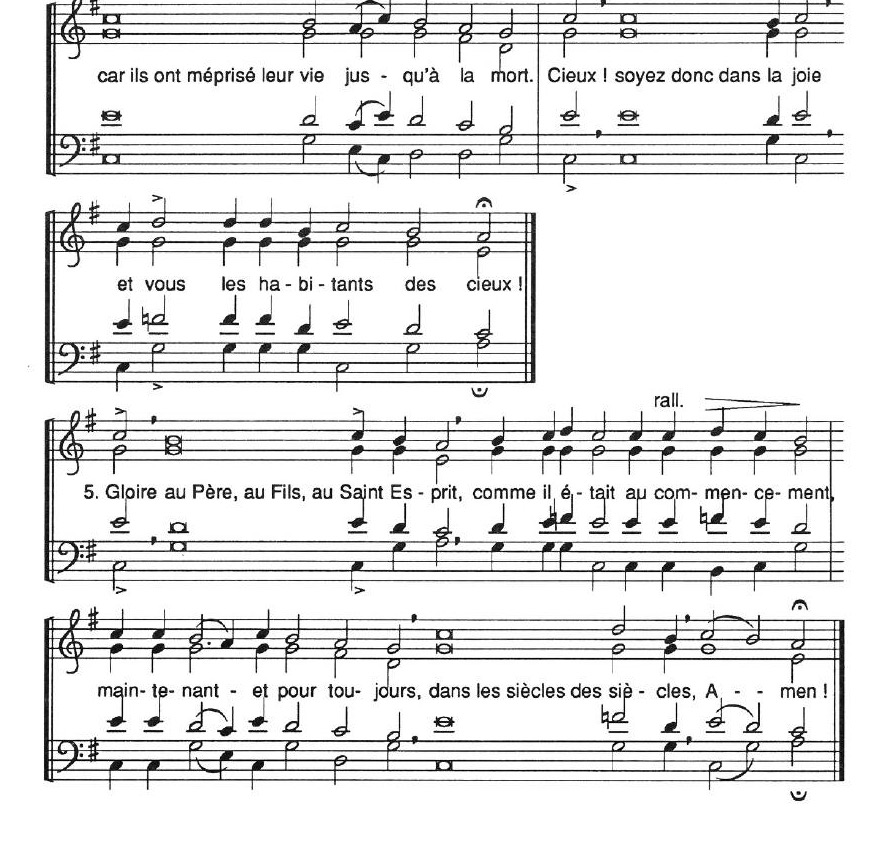 car ils ont méprisé leur vie jus - qu'à la mort. Cieux ! soyez donc dans la joie
et vous les ha - bi - tants des cieux !
rall.
5. Gloire au Père, au Fils, au Saint Es - prit, comme il é - tait au com- men- ce- ment,
main- te- nant - et pour tou- jours, dans les siècles des siè - cles, A - - men !